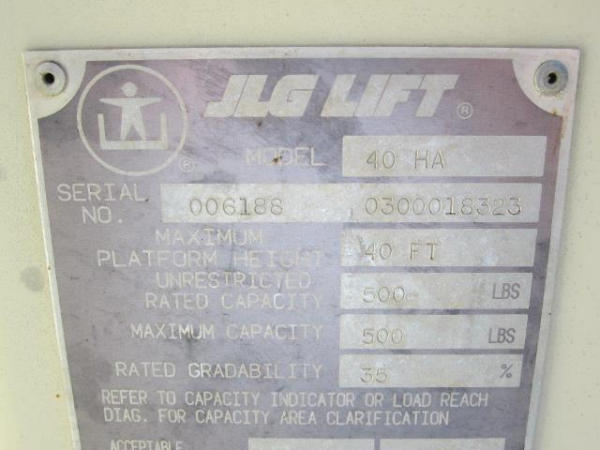 JLG LIFT ®
®
MODEL 40 HA
SERIAL NO. 006188 0300018323
MAXIMUM
PLATFORM HEIGHT 40 FT
UNRESTRICTED
RATED CAPACITY 500 LBS
MAXIMUM CAPACITY 500 LBS
RATED GRADABILITY 35 %
REFER TO CAPACITY INDICATOR OR LOAD REACH
DIAG. FOR CAPACITY AREA CLARIFICATION
ACCEPTABLE